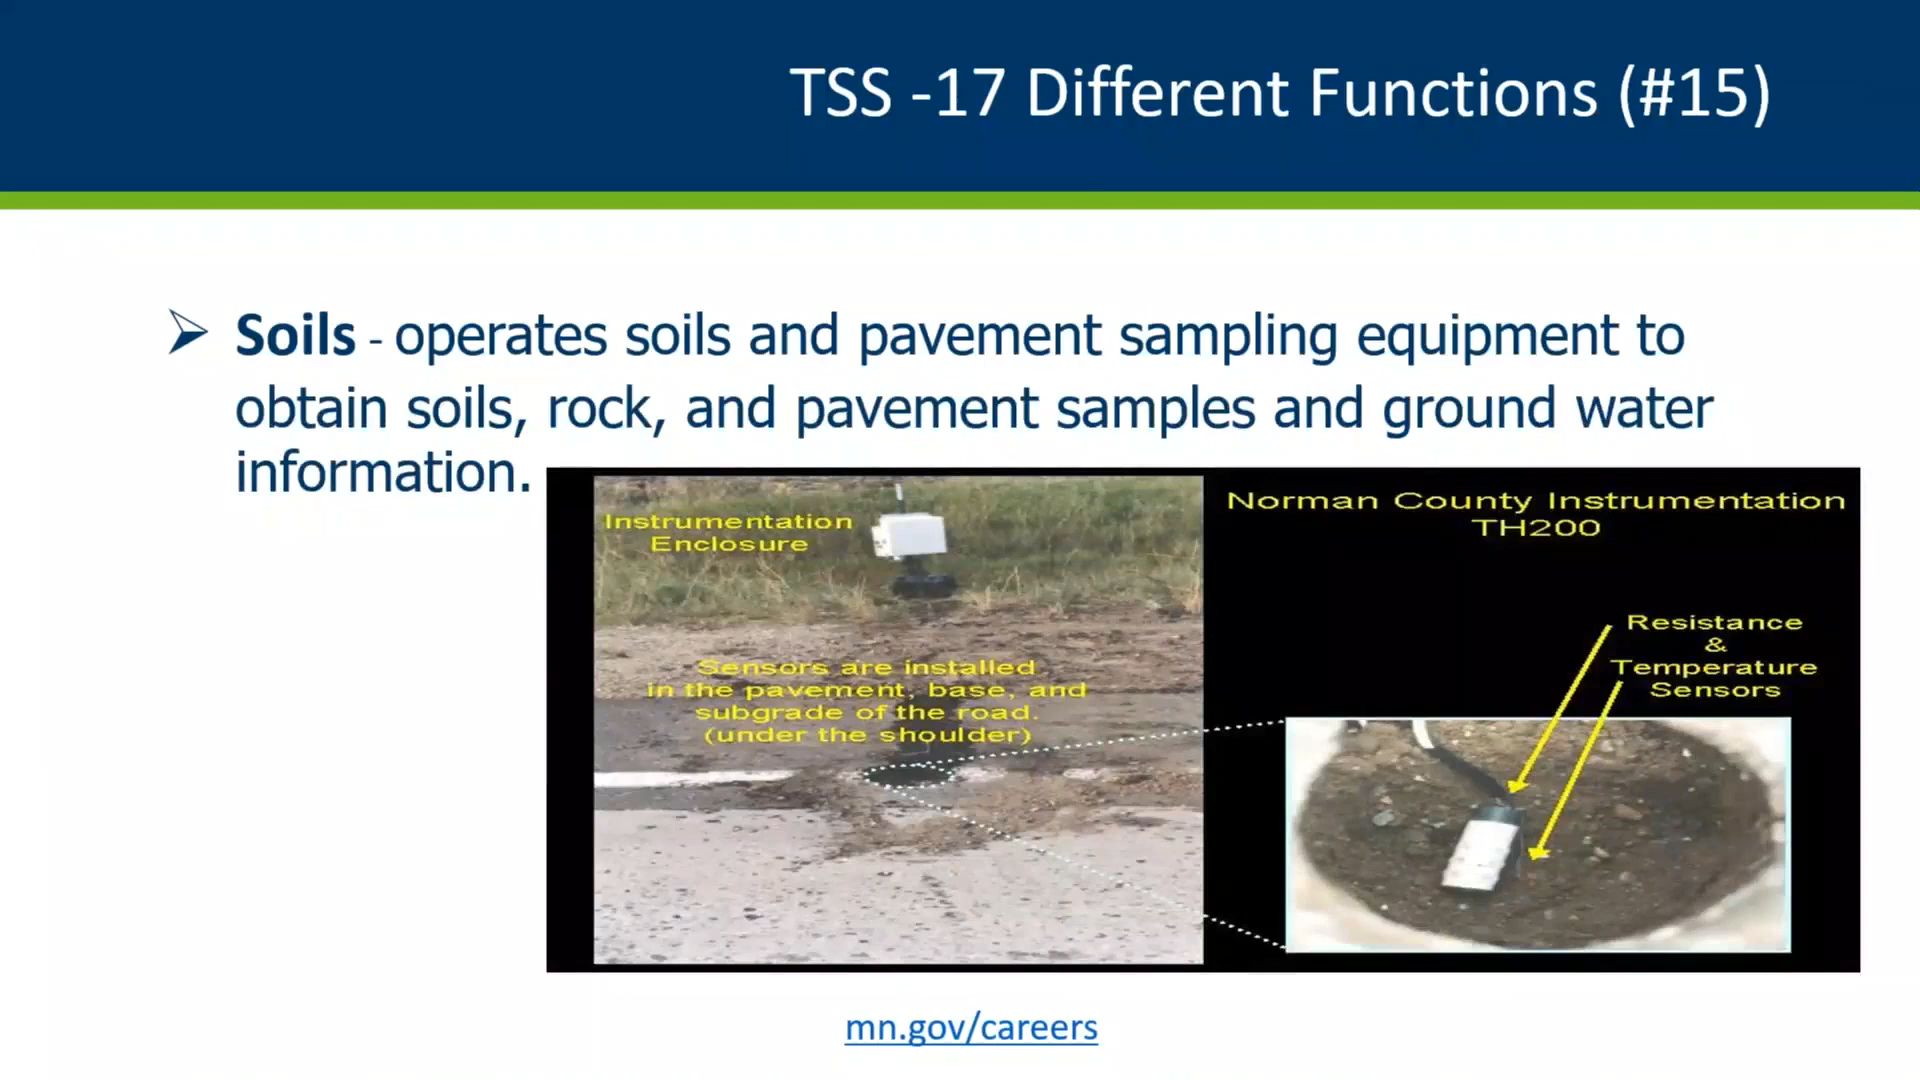 TSS -17 Different Functions (#15)
➢ Soils - operates soils and pavement sampling equipment to
obtain soils, rock, and pavement samples and ground water
information.
Instrumentation
Enclosure
Sensors are installed
in the pavement, base, and
subgrade of the road.
(under the shoulder)
Norman County Instrumentation
TH200
Resistance
&
Temperature
Sensors
mn.gov/careers